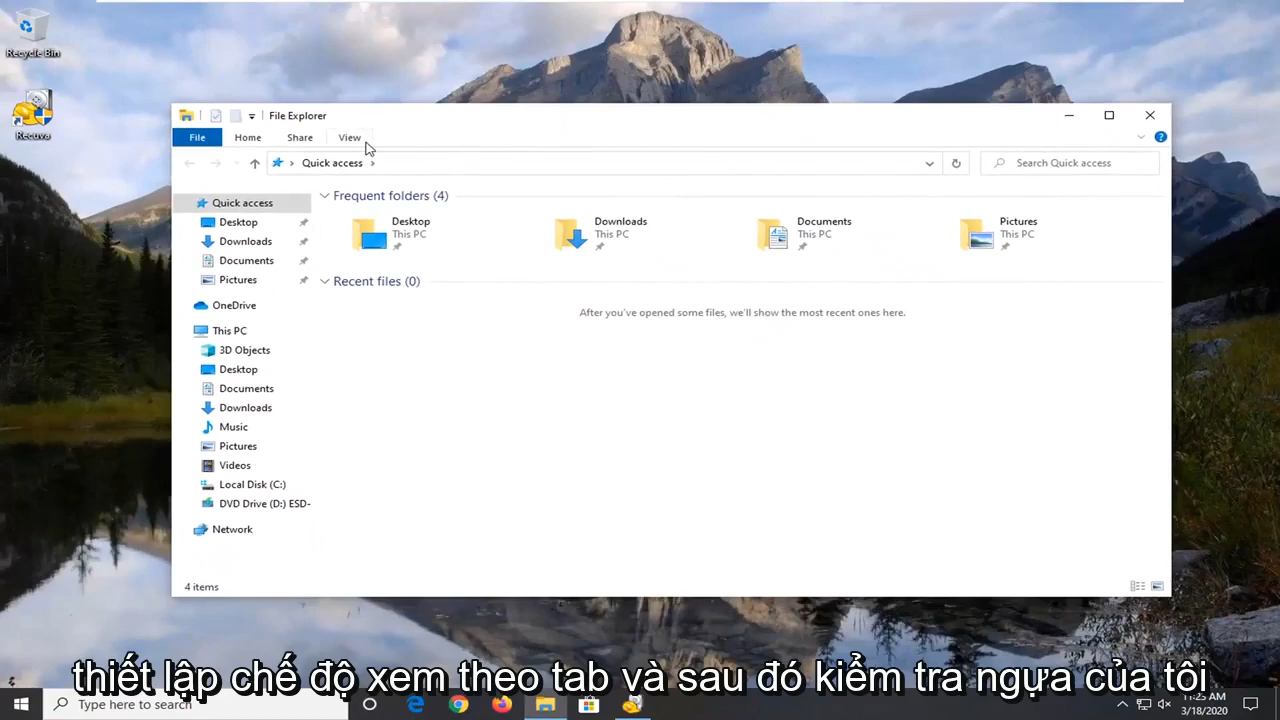 Recycle Bin
Recuva
File Explorer
File Home Share View
Quick access
Search Quick access
Quick access
Desktop
Downloads
Documents
Pictures
OneDrive
This PC
3D Objects
Desktop
Documents
Downloads
Music
Pictures
Videos
Local Disk (C:)
DVD Drive (D:) ESD-
Network
Frequent folders (4)
Desktop
This PC
Downloads
This PC
Documents
This PC
Pictures
This PC
Recent files (0)
After you've opened some files, we'll show the most recent ones here.
4 items
thiết lập chế độ xem theo tab và sau đó kiểm tra ngựa của tôi
Type here to search
11:25 AM
3/18/2020